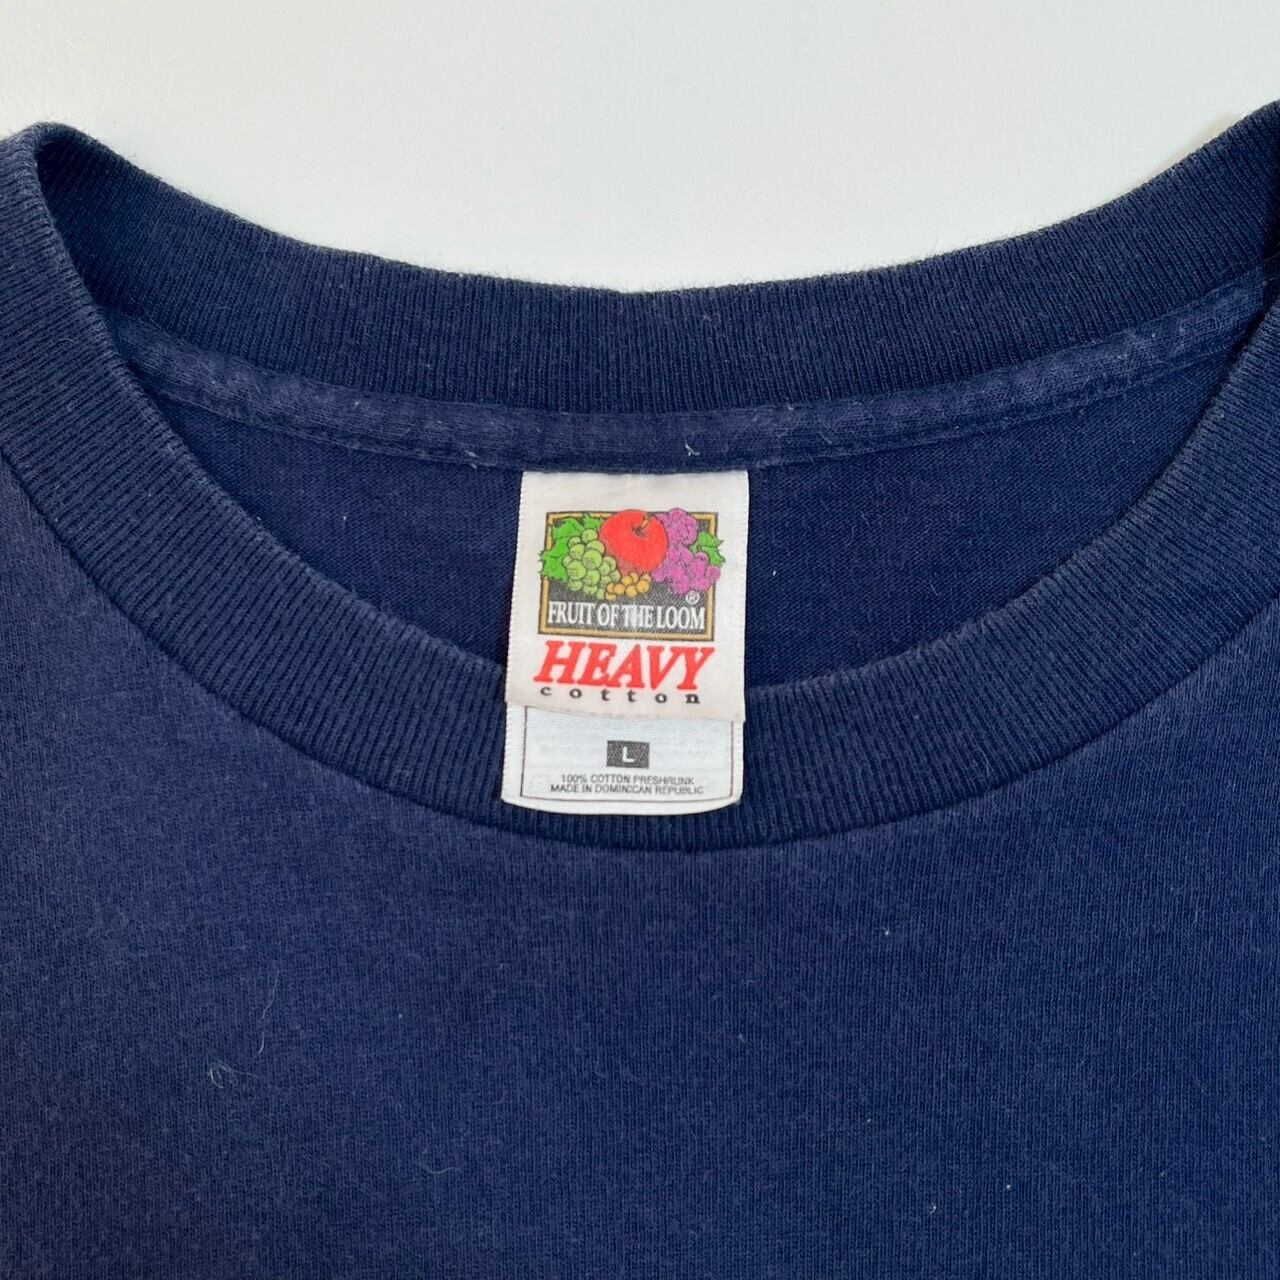 FRUIT OF THE LOOM
®
HEAVY
cotton
L
100% COTTON PRESHRUNK
MADE IN DOMINICAN REPUBLIC